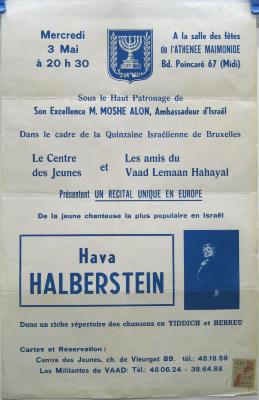 Mercredi
3 Mai
à 20 h 30
A la salle des fêtes
de l'ATHENEE MAIMONIDE
Bd. Poincaré 67 (Midi)
Sous le Haut Patronage de
Son Excellence M. MOSHE ALON, Ambassadeur d'Israël
Dans le cadre de la Quinzaine Israélienne de Bruxelles
Le Centre des Jeunes
et
Les amis du Vaad Lemaan Hahayal
Présentent UN RECITAL UNIQUE EN EUROPE
De la jeune chanteuse la plus populaire en Israël
Hava
HALBERSTEIN
Dans un riche répertoire des chansons en YIDDICH et HEBREU
Cartes et Réservation:
Centre des Jeunes, ch. de Vleurgat 89. tél.: 48.18.59
Les Militantes du VAAD: Tél.: 48.06.24 - 38.64.88